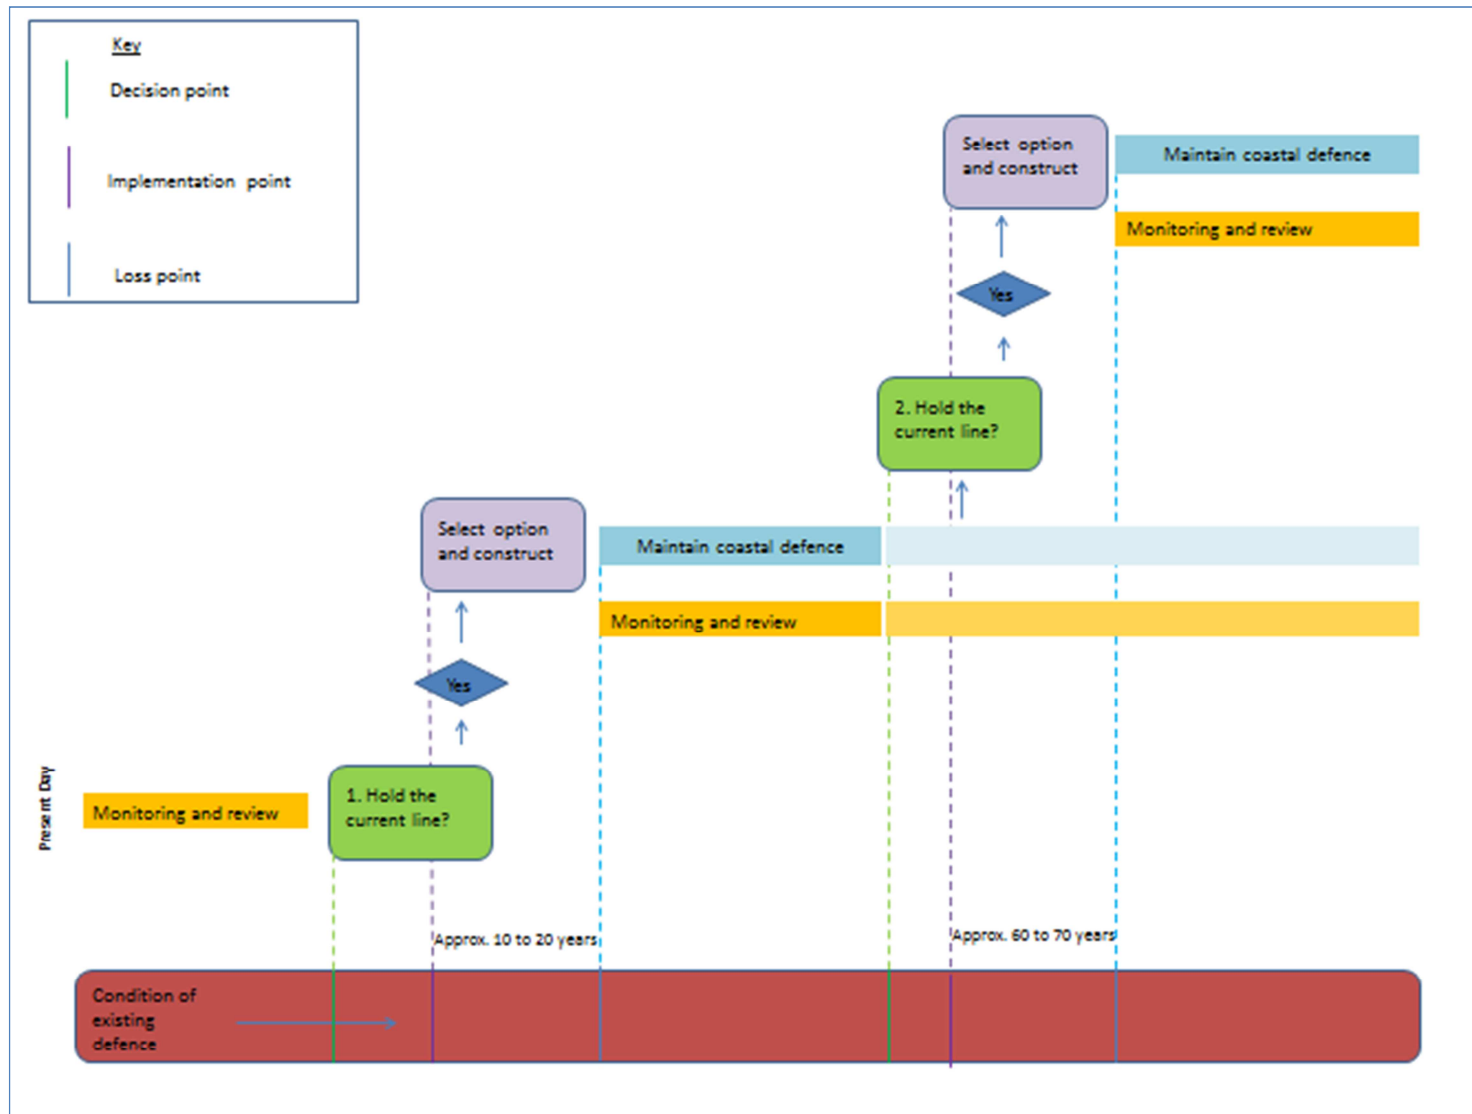 Key
Decision point
Implementation point
Loss point
Select option
and construct
Maintain coastal defence
Monitoring and review
Yes
2. Hold the
current line?
Select option
and construct
Maintain coastal defence
Monitoring and review
Yes
Present Day
Monitoring and review
1. Hold the
current line?
Approx. 10 to 20 years
Approx. 60 to 70 years
Condition of
existing
defence